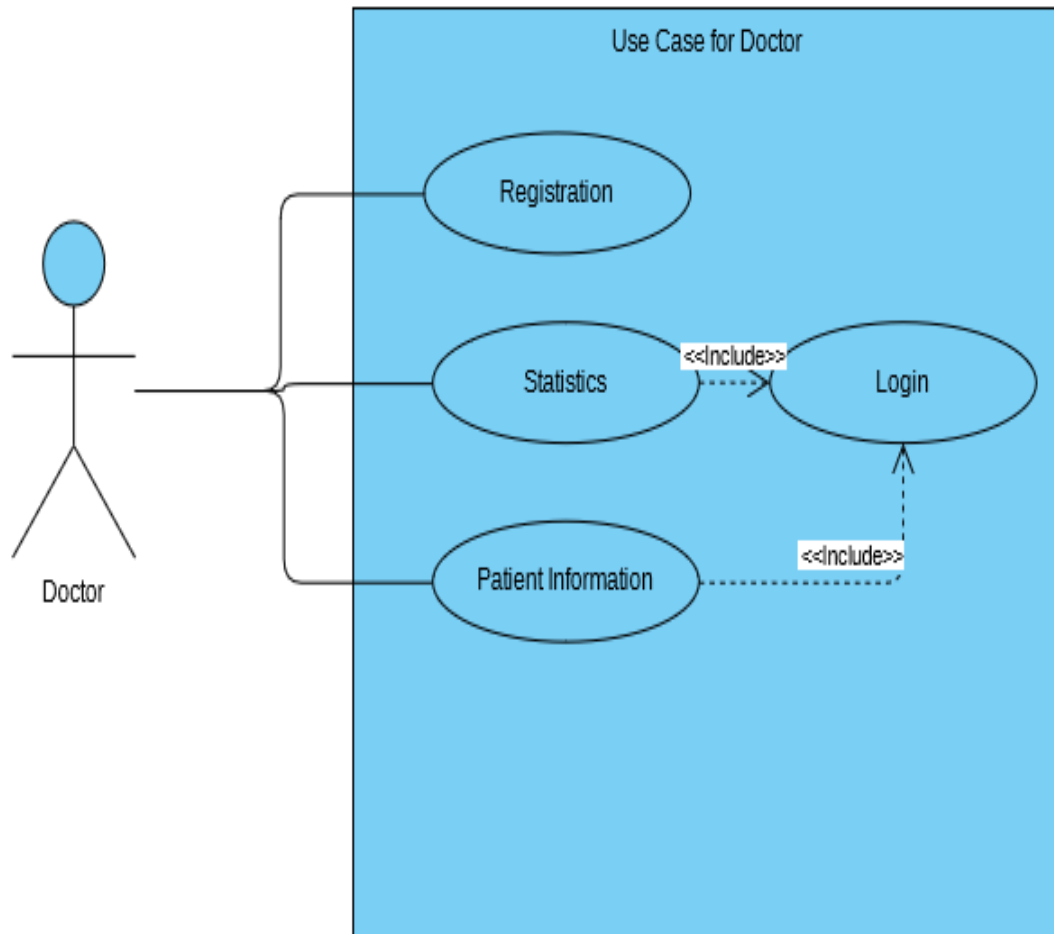 Use Case for Doctor
Registration
Statistics
<<Include>>
Login
Patient Information
<<Include>>
Doctor